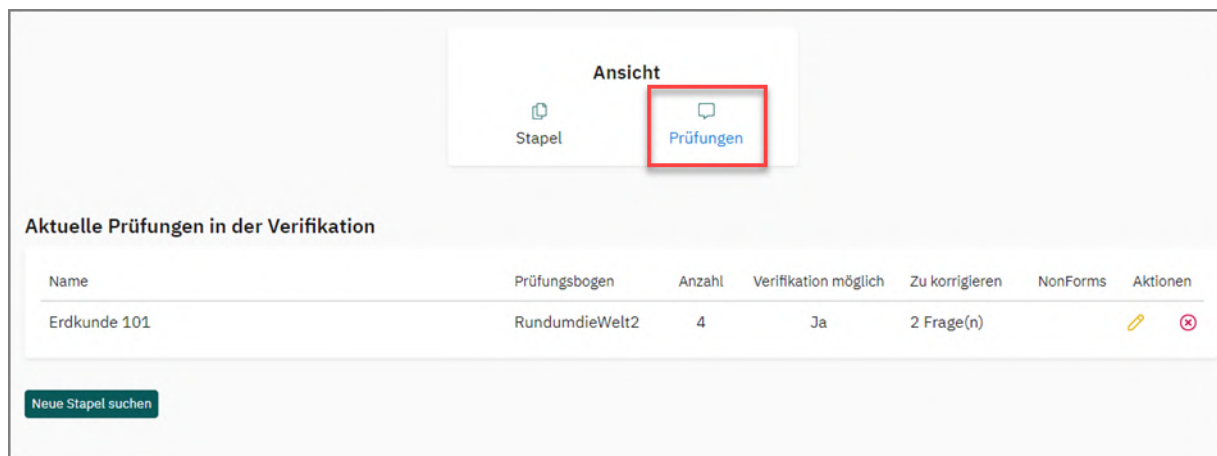 Ansicht
Stapel Prüfungen
Aktuelle Prüfungen in der Verifikation
Name Prüfungsbogen Anzahl Verifikation möglich Zu korrigieren NonForms Aktionen
Erdkunde 101 RundumdieWelt2 4 Ja 2 Frage(n)
Neue Stapel suchen